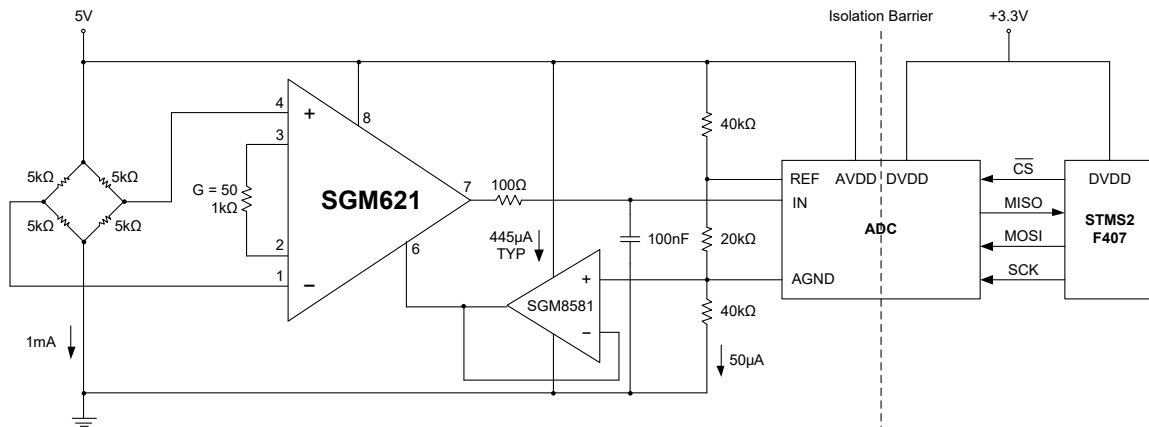 5V
Isolation Barrier
+3.3V
4
+
8
3
40kΩ
5kΩ
5kΩ
G = 50
1kΩ
SGM621
7
100Ω
REF
AVDD
DVDD
CS
DVDD
IN
MISO
5kΩ
5kΩ
STMS2
F407
445µA
TYP
100nF
20kΩ
ADC
MOSI
2
6
SCK
1
−
+
AGND
SGM8581
−
40kΩ
1mA
50µA